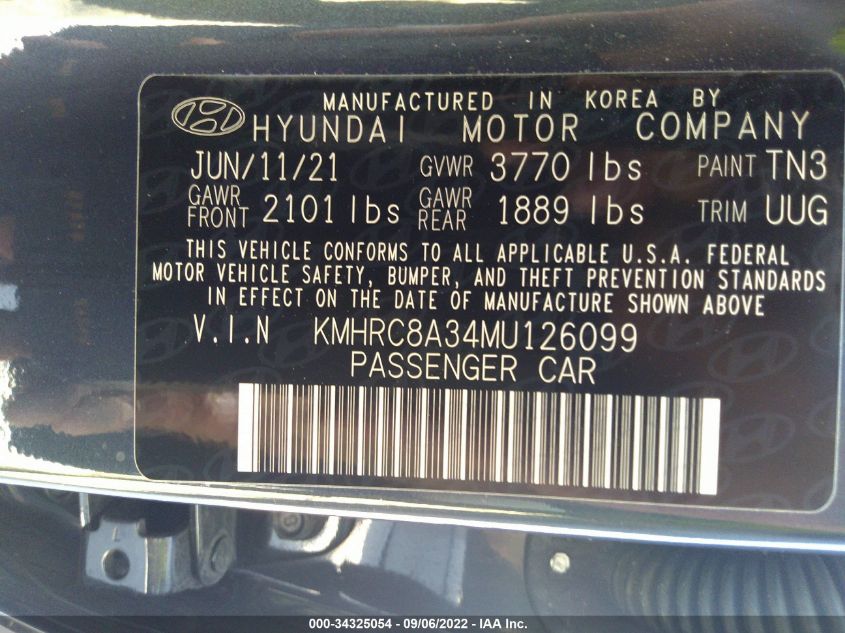 MANUFACTURED IN KOREA BY
HYUNDAI MOTOR COMPANY
JUN/11/21 GVWR 3770 lbs PAINT TN3
GAWR FRONT 2101 lbs GAWR REAR 1889 lbs TRIM UUG
THIS VEHICLE CONFORMS TO ALL APPLICABLE U.S.A. FEDERAL
MOTOR VEHICLE SAFETY, BUMPER, AND THEFT PREVENTION STANDARDS
IN EFFECT ON THE DATE OF MANUFACTURE SHOWN ABOVE
V.I.N KMHRC8A34MU126099
PASSENGER CAR
000-34325054 - 09/06/2022 - IAA Inc.